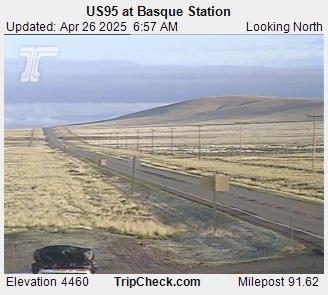 US95 at Basque Station
Updated: Apr 26 2025 6:57 AM Looking North
Elevation 4460 TripCheck.com Milepost 91.62